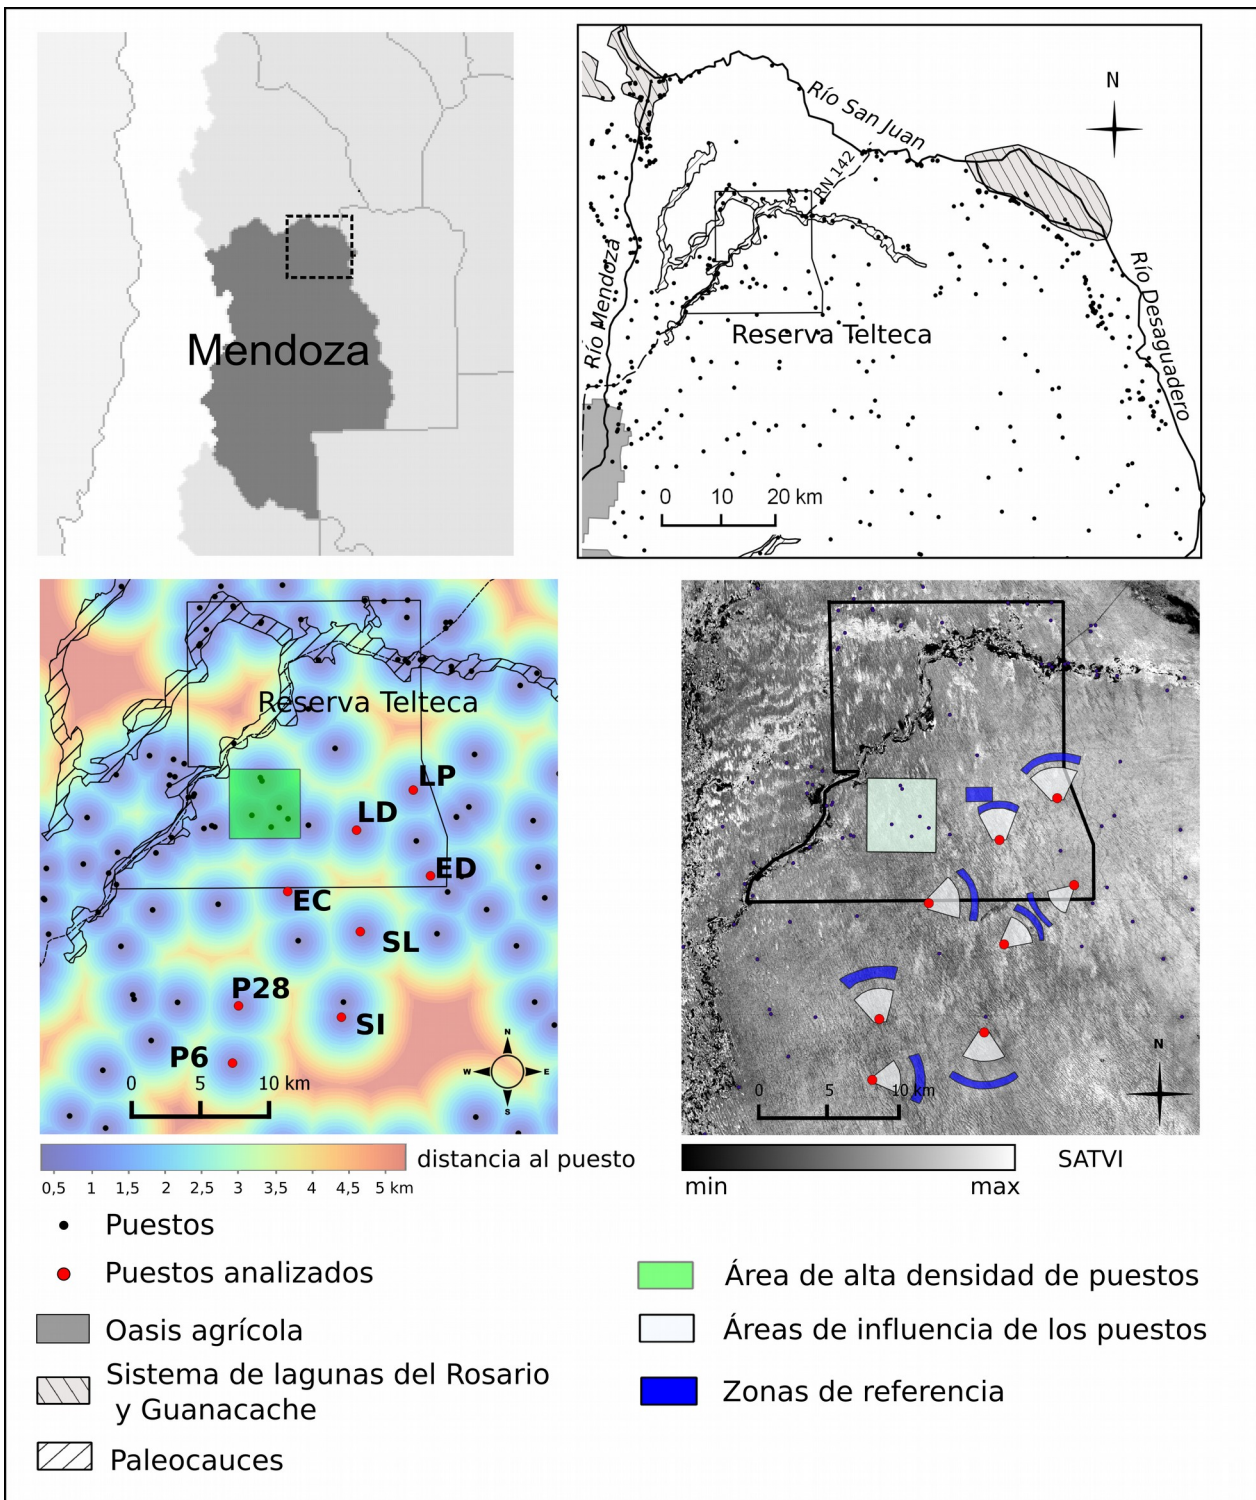 Mendoza
Río San Juan
N
RN 142
Río Mendoza
Reserva Telteca
Río Desaguadero
0 10 20 km
Reserva Telteca
LP
LD
ED
EC
SL
P28
SI
P6
N
W E
S
0 5 10 km
N
0 5 10 km
0,5 1 1,5 2 2,5 3 3,5 4 4,5 5 km
distancia al puesto
min max
SATVI
Puestos
Puestos analizados
Oasis agrícola
Sistema de lagunas del Rosario
y Guanacache
Paleocauces
Área de alta densidad de puestos
Áreas de influencia de los puestos
Zonas de referencia